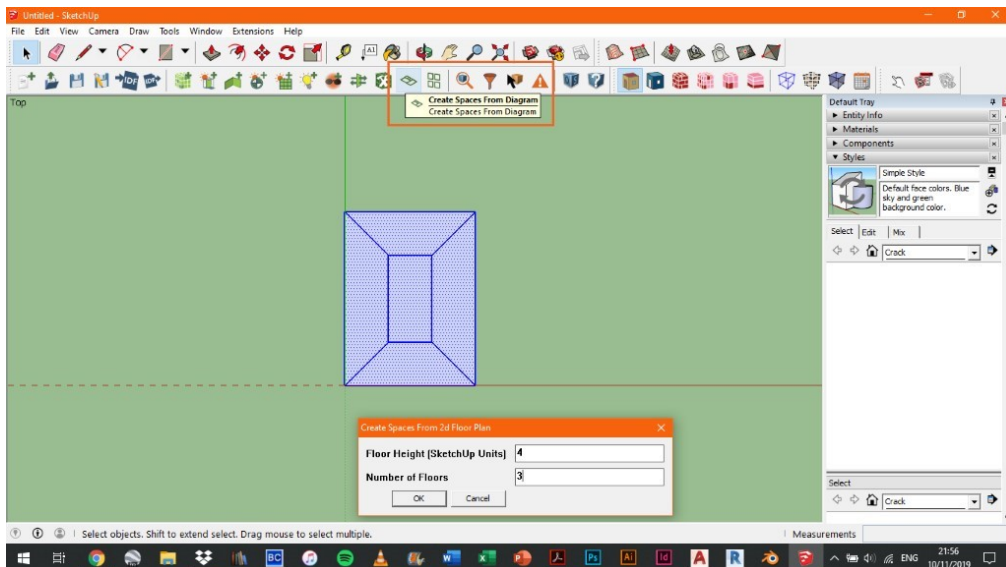 Untitled - SketchUp
File Edit View Camera Draw Tools Window Extensions Help
Create Spaces From Diagram
Create Spaces From Diagram
Top
Default Tray
Entity Info
Materials
Components
Styles
Simple Style
Default face colors. Blue
sky and green
background color.
Select Edit Mix
Crack
Create Spaces From 2d Floor Plan
Floor Height [SketchUp Units] 4
Number of Floors 3
OK Cancel
Select
Crack
Select objects. Shift to extend select. Drag mouse to select multiple.
Measurements
ENG
21:56
10/11/2019